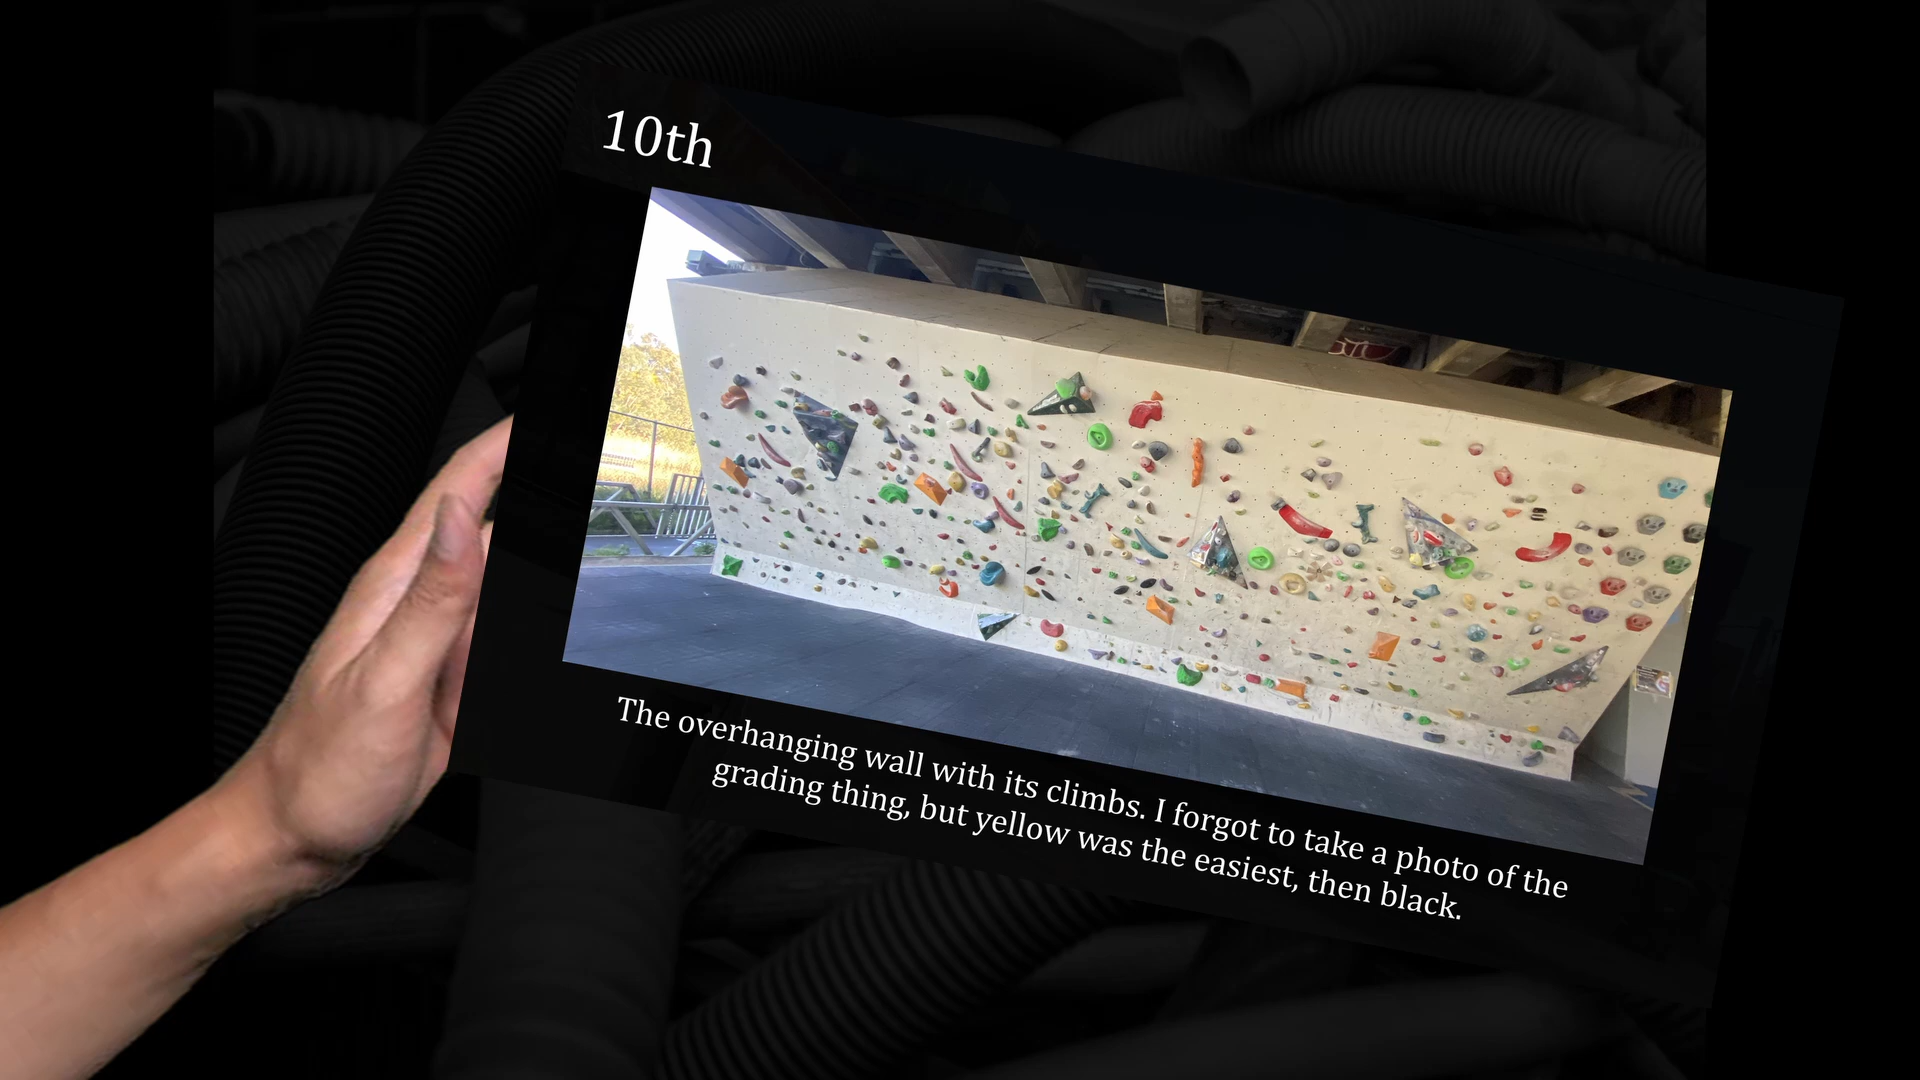 10th
The overhanging wall with its climbs. I forgot to take a photo of the
grading thing, but yellow was the easiest, then black.